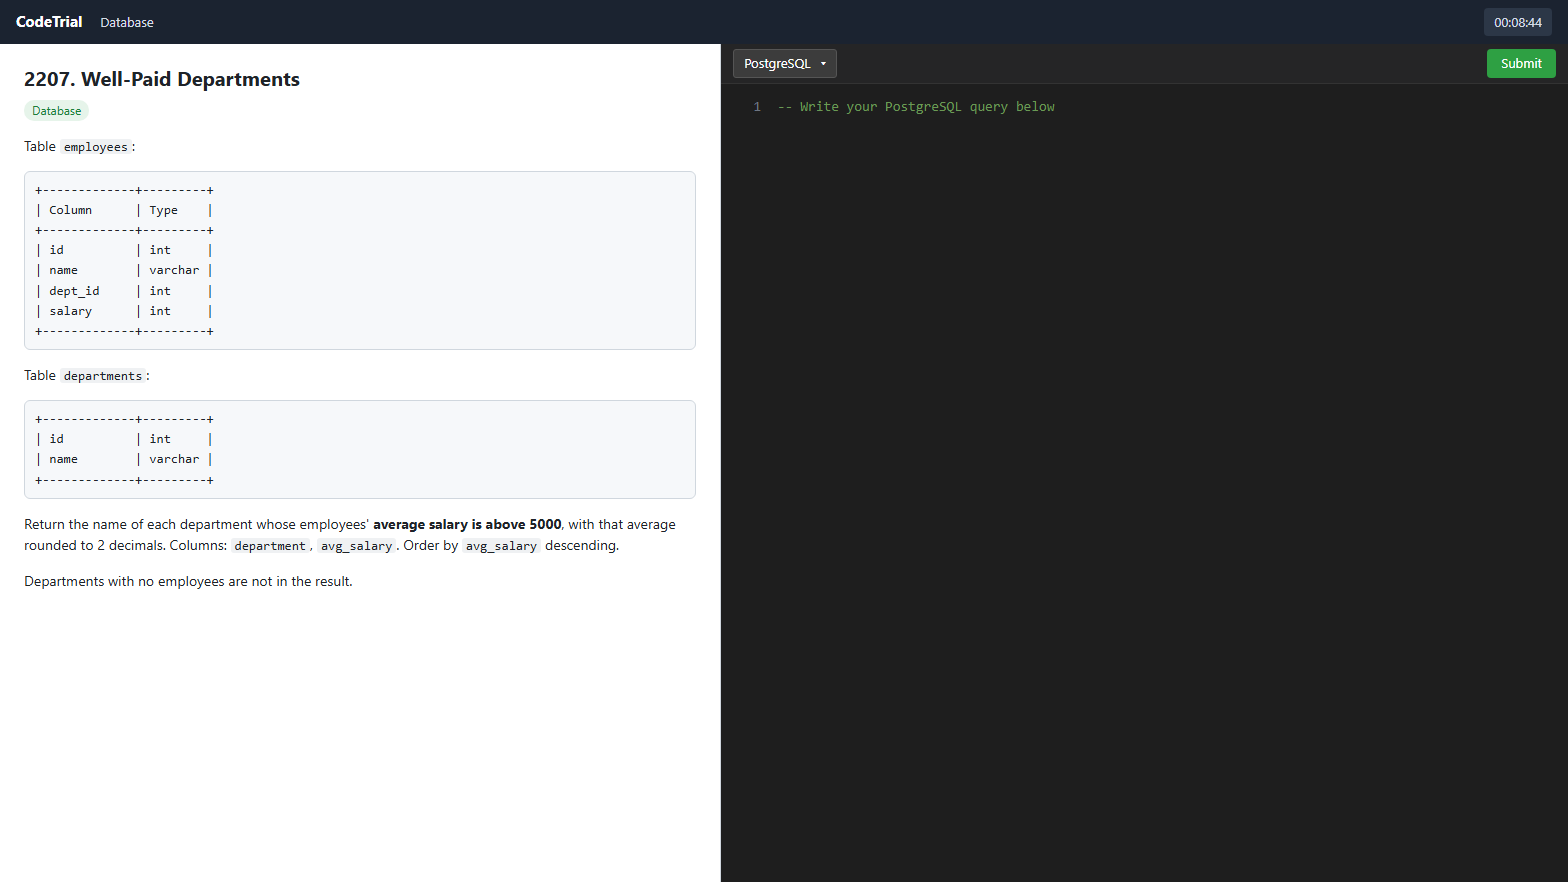 CodeTrial Database 00:08:44
2207. Well-Paid Departments
Database
Table employees:
+-------------+---------+
| Column      | Type    |
+-------------+---------+
| id          | int     |
| name        | varchar |
| dept_id     | int     |
| salary      | int     |
+-------------+---------+
Table departments:
+-------------+---------+
| id          | int     |
| name        | varchar |
+-------------+---------+
Return the name of each department whose employees' average salary is above 5000, with that average
rounded to 2 decimals. Columns: department, avg_salary. Order by avg_salary descending.
Departments with no employees are not in the result.
PostgreSQL Submit
1 -- Write your PostgreSQL query below